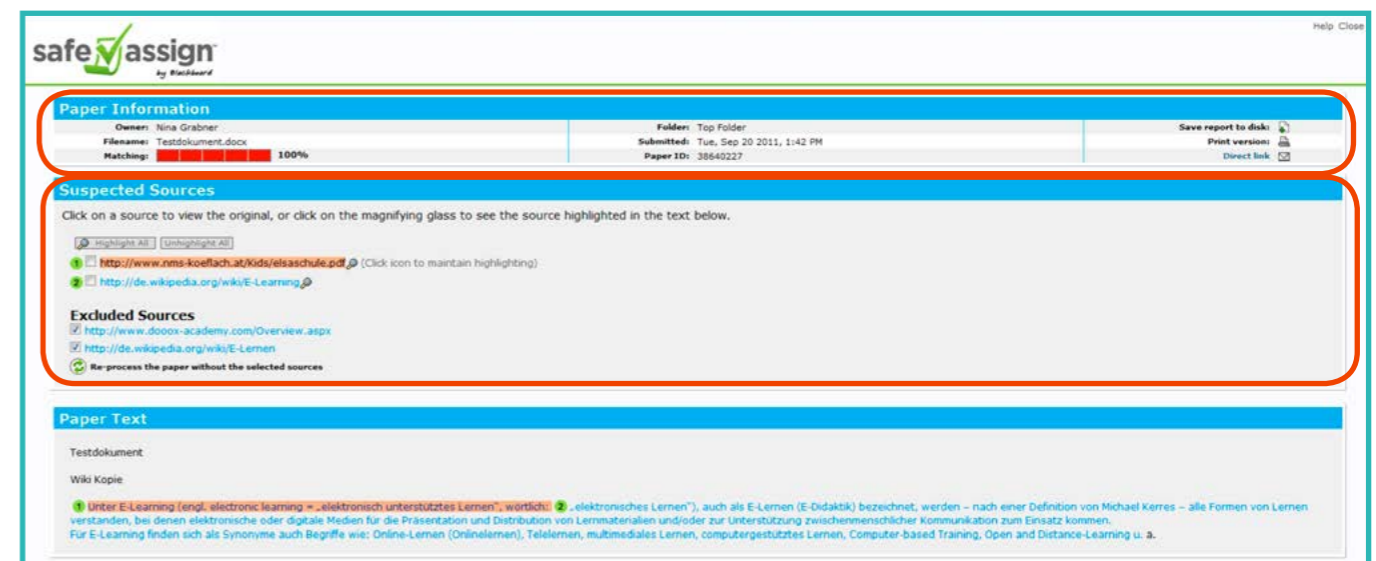 Help Close
safe assign
by Blackboard
Paper Information
Owner: Nina Grabner
Folder: Top Folder
Save report to disk:
Filename: Testdokument.docx
Submitted: Tue, Sep 20 2011, 1:42 PM
Print version:
Matching: 100%
Paper ID: 38640227
Direct link
Suspected Sources
Click on a source to view the original, or click on the magnifying glass to see the source highlighted in the text below.
Highlight All Unhighlight All
1 http://www.nms-koeflach.at/Kids/elsaschule.pdf (Click icon to maintain highlighting)
2 http://de.wikipedia.org/wiki/E-Learning
Excluded Sources
http://www.dooox-academy.com/Overview.aspx
http://de.wikipedia.org/wiki/E-Lernen
Re-process the paper without the selected sources
Paper Text
Testdokument
Wiki Kopie
1 Unter E-Learning (engl. electronic learning = „elektronisch unterstütztes Lernen“, wörtlich: 2 „elektronisches Lernen“), auch als E-Lernen (E-Didaktik) bezeichnet, werden – nach einer Definition von Michael Kerres – alle Formen von Lernen
verstanden, bei denen elektronische oder digitale Medien für die Präsentation und Distribution von Lernmaterialien und/oder zur Unterstützung zwischenmenschlicher Kommunikation zum Einsatz kommen.
Für E-Learning finden sich als Synonyme auch Begriffe wie: Online-Lernen (Onlinelernen), Telelernen, multimediales Lernen, computergestütztes Lernen, Computer-based Training, Open and Distance-Learning u. a.